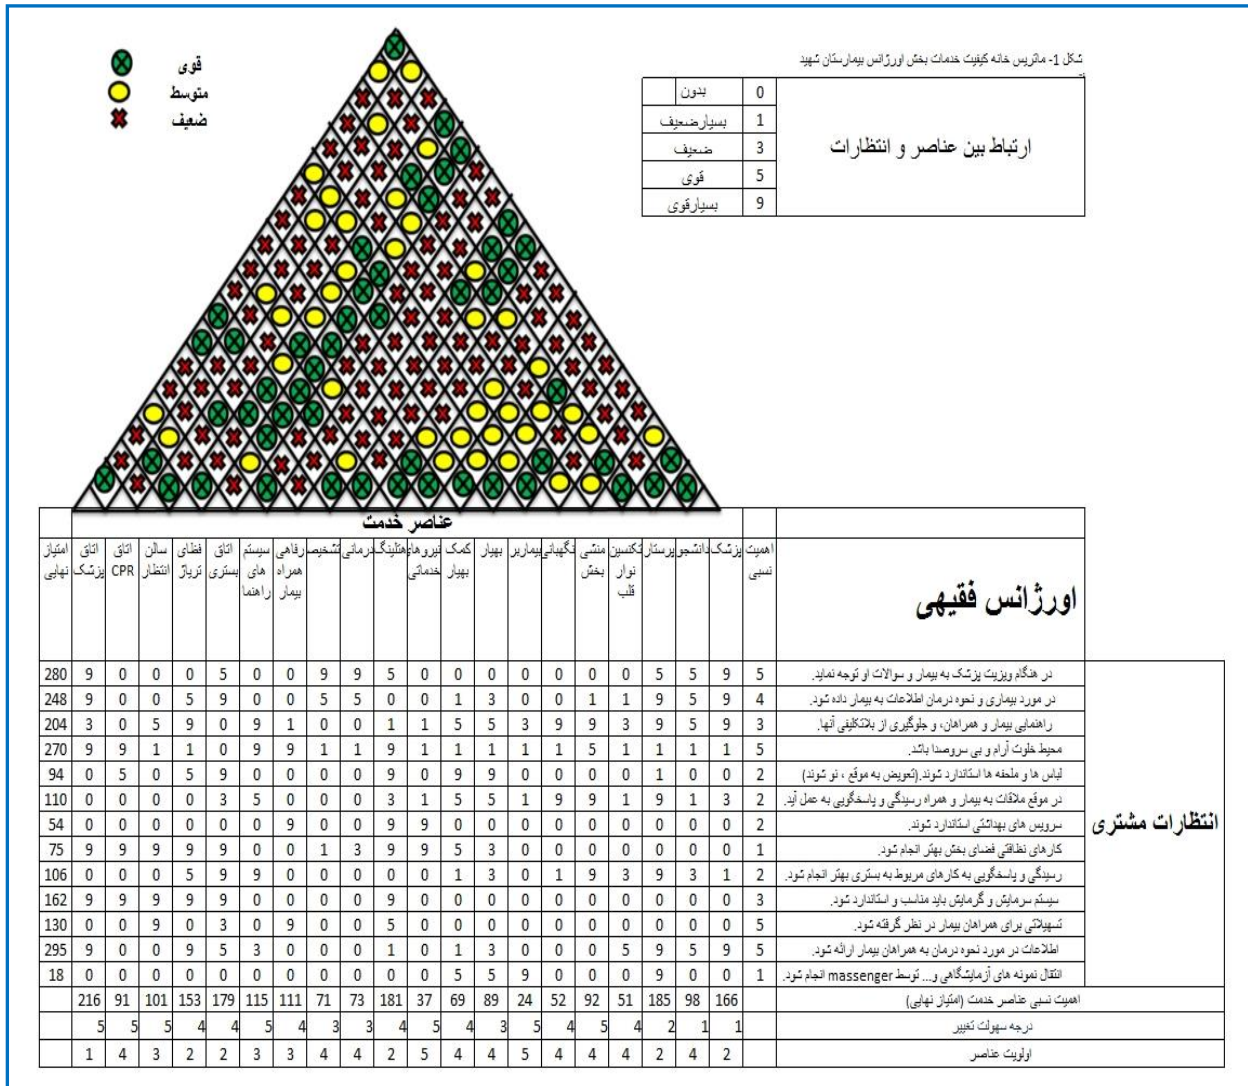 شکل 1- ماتریس خانه کیفیت خدمات بخش اورژانس بیمارستان شهید
قوی
متوسط
ضعیف
ارتباط بین عناصر و انتظارات
0 بدون
1 بسیارضعیف
3 ضعیف
5 قوی
9 بسیارقوی
عناصر خدمت
اورژانس فقیهی
اهمیت نسبی
پزشک
دانشجو
پرستار
تکنسین نوار قلب
منشی بخش
نگهبانی
بیماربر
بهیار
کمک بهیار
نیروهای خدماتی
هتلینگ
درمانی
رفاهی همراه بیمار
سیستم های راهنما
اتاق بستری
فظای تریاژ
سالن انتظار
اتاق CPR
اتاق پزشک
امتیاز نهایی
انتظارات مشتری
در هنگام ویزیت پزشک به بیمار و سوالات او توجه نماید. 5 9 5 5 0 0 0 0 0 0 0 5 9 9 0 0 5 0 0 0 9 280
در مورد بیماری و نحوه درمان اطلاعات به بیمار داده شود. 4 9 5 9 1 1 0 0 3 1 0 0 5 5 0 0 9 5 0 0 9 248
راهنمایی بیمار و همراهان، و جلوگیری از بلاتکلیفی آنها. 3 9 5 9 3 9 9 3 5 5 1 1 0 0 1 9 0 9 5 0 3 204
محیط خلوت آرام و بی سروصدا باشد. 5 1 1 1 1 5 1 1 1 1 1 9 1 1 9 9 0 1 1 9 9 270
لباس ها و ملحفه ها استاندارد شوند.(تعویض به موقع ، نو شوند) 2 0 0 1 0 0 0 0 9 9 0 9 0 0 0 0 9 5 0 5 0 94
در موقع ملاقات به بیمار و همراه رسیدگی و پاسخگویی به عمل آید. 2 3 1 9 1 9 9 1 5 5 1 3 0 0 0 5 3 0 0 0 0 110
سرویس های بهداشتی استاندارد شوند. 2 0 0 0 0 0 0 0 0 0 9 9 0 0 9 0 0 0 0 0 0 54
کارهای نظافتی فضای بخش بهتر انجام شود. 1 0 0 0 0 0 0 0 3 5 9 9 3 1 0 0 9 9 9 9 9 75
رسیدگی و پاسخگویی به کارهای مربوط به بستری بهتر انجام شود. 2 1 3 9 3 9 1 0 3 1 0 0 0 0 0 9 9 5 0 0 0 106
سیستم سرمایش و گرمایش باید مناسب و استاندارد شود. 3 0 0 0 0 0 0 0 0 0 0 9 0 0 0 0 9 9 9 9 9 162
تسهیلاتی برای همراهان بیمار در نظر گرفته شود. 5 0 0 0 0 0 0 0 0 0 0 5 0 0 9 0 3 0 9 0 0 130
اطلاعات در مورد نحوه درمان به همراهان بیمار ارائه شود. 5 9 5 9 5 0 0 0 3 1 0 1 0 0 0 3 5 9 0 0 9 295
انتقال نمونه های آزمایشگاهی و... توسط massenger انجام شود. 1 0 0 9 0 0 0 9 5 5 0 0 0 0 0 0 0 0 0 0 0 18
اهمیت نسبی عناصر خدمت (امتیاز نهایی) 166 98 185 51 92 52 24 89 69 37 181 73 71 111 115 179 153 101 91 216
درجه سهولت تغییر 1 1 2 4 5 4 5 3 4 5 4 3 3 4 5 4 4 5 5 5
اولویت عناصر 2 4 2 4 4 4 5 4 4 5 2 4 4 3 3 2 2 3 4 1